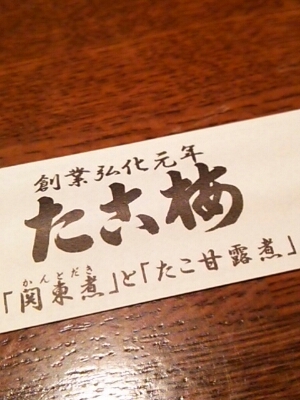 創業弘化元年
たこ梅
かんとだき
「関東煮」と「たこ甘露煮」